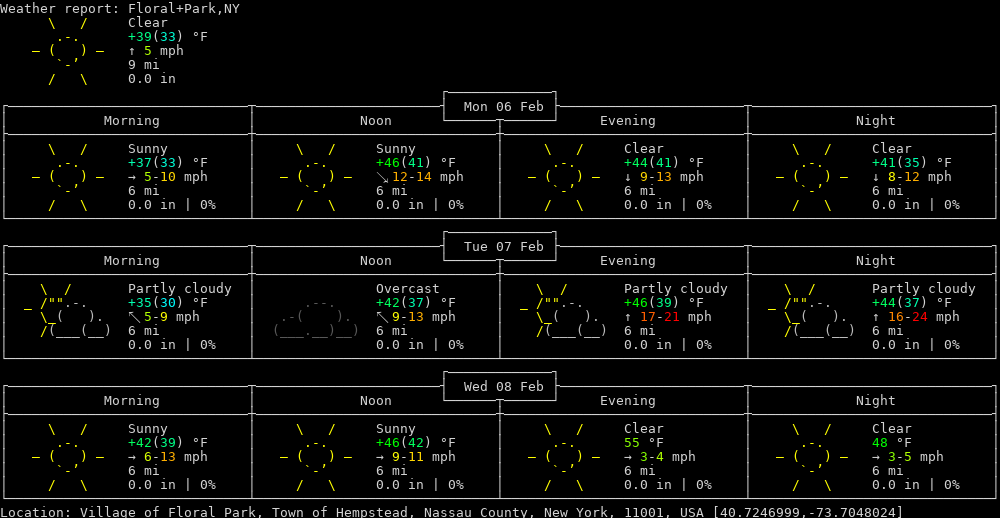 Weather report: Floral+Park,NY
Clear
+39(33) °F
↑ 5 mph
9 mi
0.0 in
Mon 06 Feb
Morning Noon Evening Night
Sunny Sunny Clear Clear
+37(33) °F +46(41) °F +44(41) °F +41(35) °F
→ 5-10 mph ↘ 12-14 mph ↓ 9-13 mph ↓ 8-12 mph
6 mi 6 mi 6 mi 6 mi
0.0 in | 0% 0.0 in | 0% 0.0 in | 0% 0.0 in | 0%
Tue 07 Feb
Morning Noon Evening Night
Partly cloudy Overcast Partly cloudy Partly cloudy
+35(30) °F +42(37) °F +46(39) °F +44(37) °F
↖ 5-9 mph ↖ 9-13 mph ↑ 17-21 mph ↑ 16-24 mph
6 mi 6 mi 6 mi 6 mi
0.0 in | 0% 0.0 in | 0% 0.0 in | 0% 0.0 in | 0%
Wed 08 Feb
Morning Noon Evening Night
Sunny Sunny Clear Clear
+42(39) °F +46(42) °F 55 °F 48 °F
→ 6-13 mph → 9-11 mph → 3-4 mph → 3-5 mph
6 mi 6 mi 6 mi 6 mi
0.0 in | 0% 0.0 in | 0% 0.0 in | 0% 0.0 in | 0%
Location: Village of Floral Park, Town of Hempstead, Nassau County, New York, 11001, USA [40.7246999,-73.7048024]